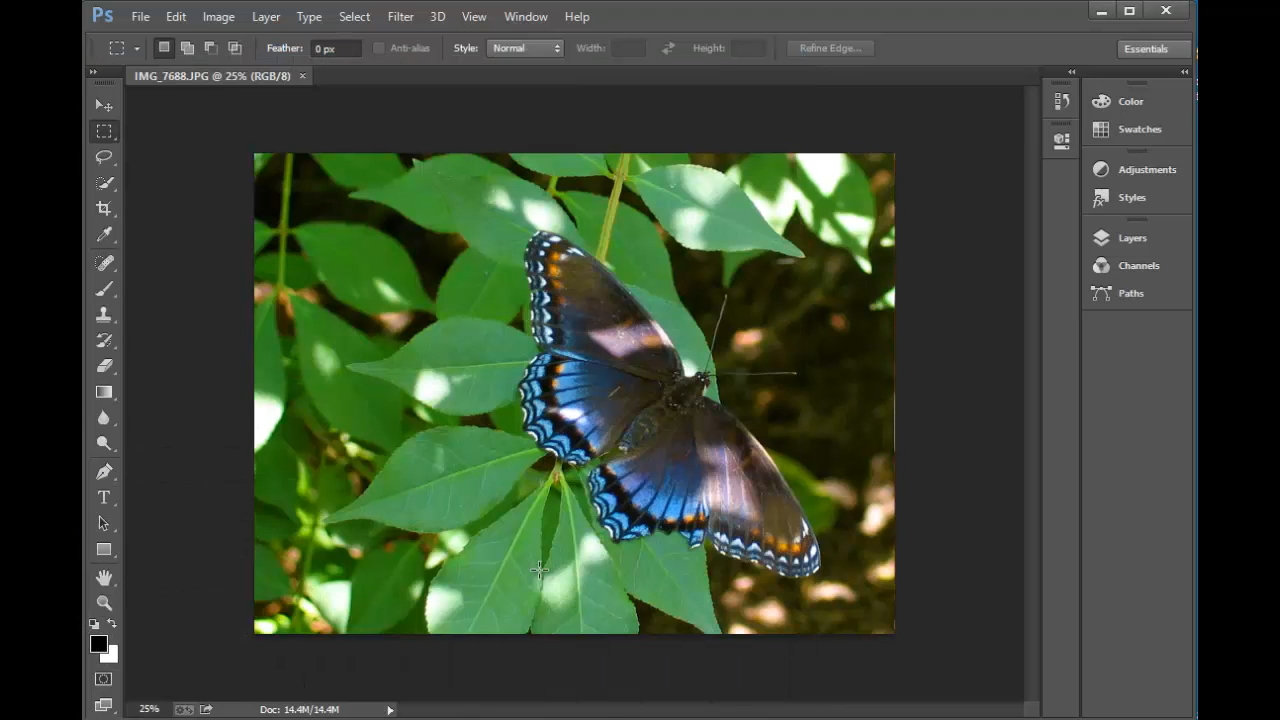 Ps File Edit Image Layer Type Select Filter 3D View Window Help
Feather: 0 px Anti-alias Style: Normal Width: Height: Refine Edge... Essentials
IMG_7688.JPG @ 25% (RGB/8) ×
Color
Swatches
Adjustments
Styles
Layers
Channels
Paths
25% Doc: 14.4M/14.4M